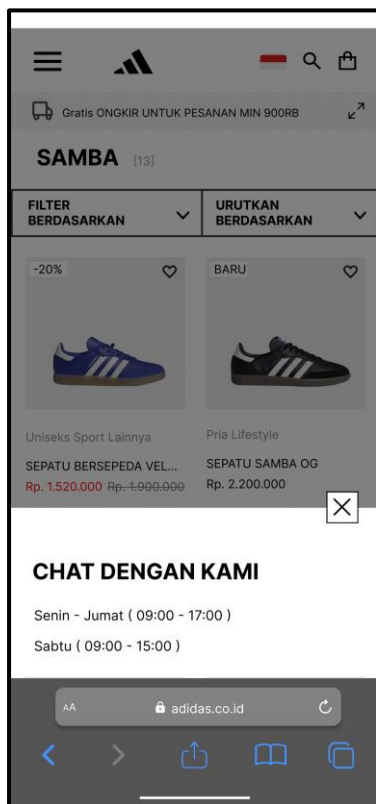 Gratis ONGKIR UNTUK PESANAN MIN 900RB
SAMBA [13]
FILTER
BERDASARKAN
URUTKAN
BERDASARKAN
-20%
BARU
Uniseks Sport Lainnya
Pria Lifestyle
SEPATU BERSEPEDA VEL...
SEPATU SAMBA OG
Rp. 1.520.000 Rp. 1.900.000
Rp. 2.200.000
CHAT DENGAN KAMI
Senin - Jumat ( 09:00 - 17:00 )
Sabtu ( 09:00 - 15:00 )
AA
adidas.co.id